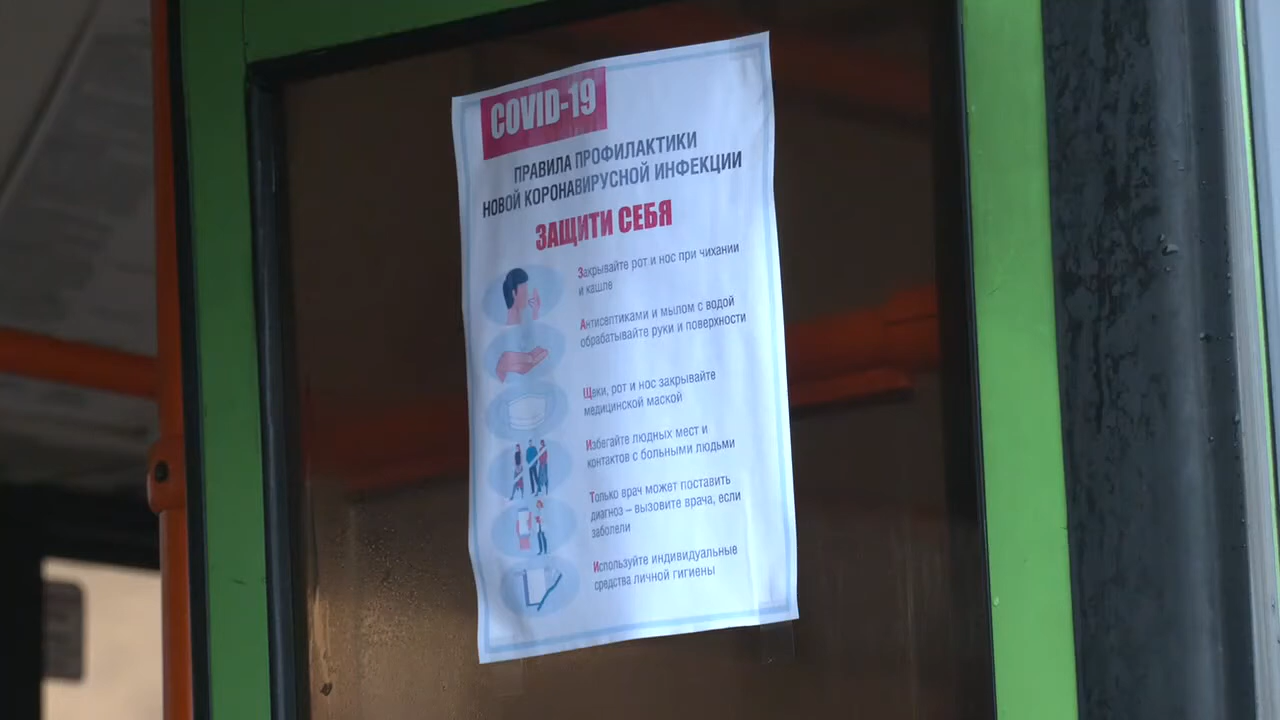 COVID-19
ПРАВИЛА ПРОФИЛАКТИКИ
НОВОЙ КОРОНАВИРУСНОЙ ИНФЕКЦИИ
ЗАЩИТИ СЕБЯ
Закрывайте рот и нос при чихании
и кашле
Антисептиками и мылом с водой
обрабатывайте руки и поверхности
Щеки, рот и нос закрывайте
медицинской маской
Избегайте людных мест и
контактов с больными людьми
Только врач может поставить
диагноз – вызовите врача, если
заболели
Используйте индивидуальные
средства личной гигиены